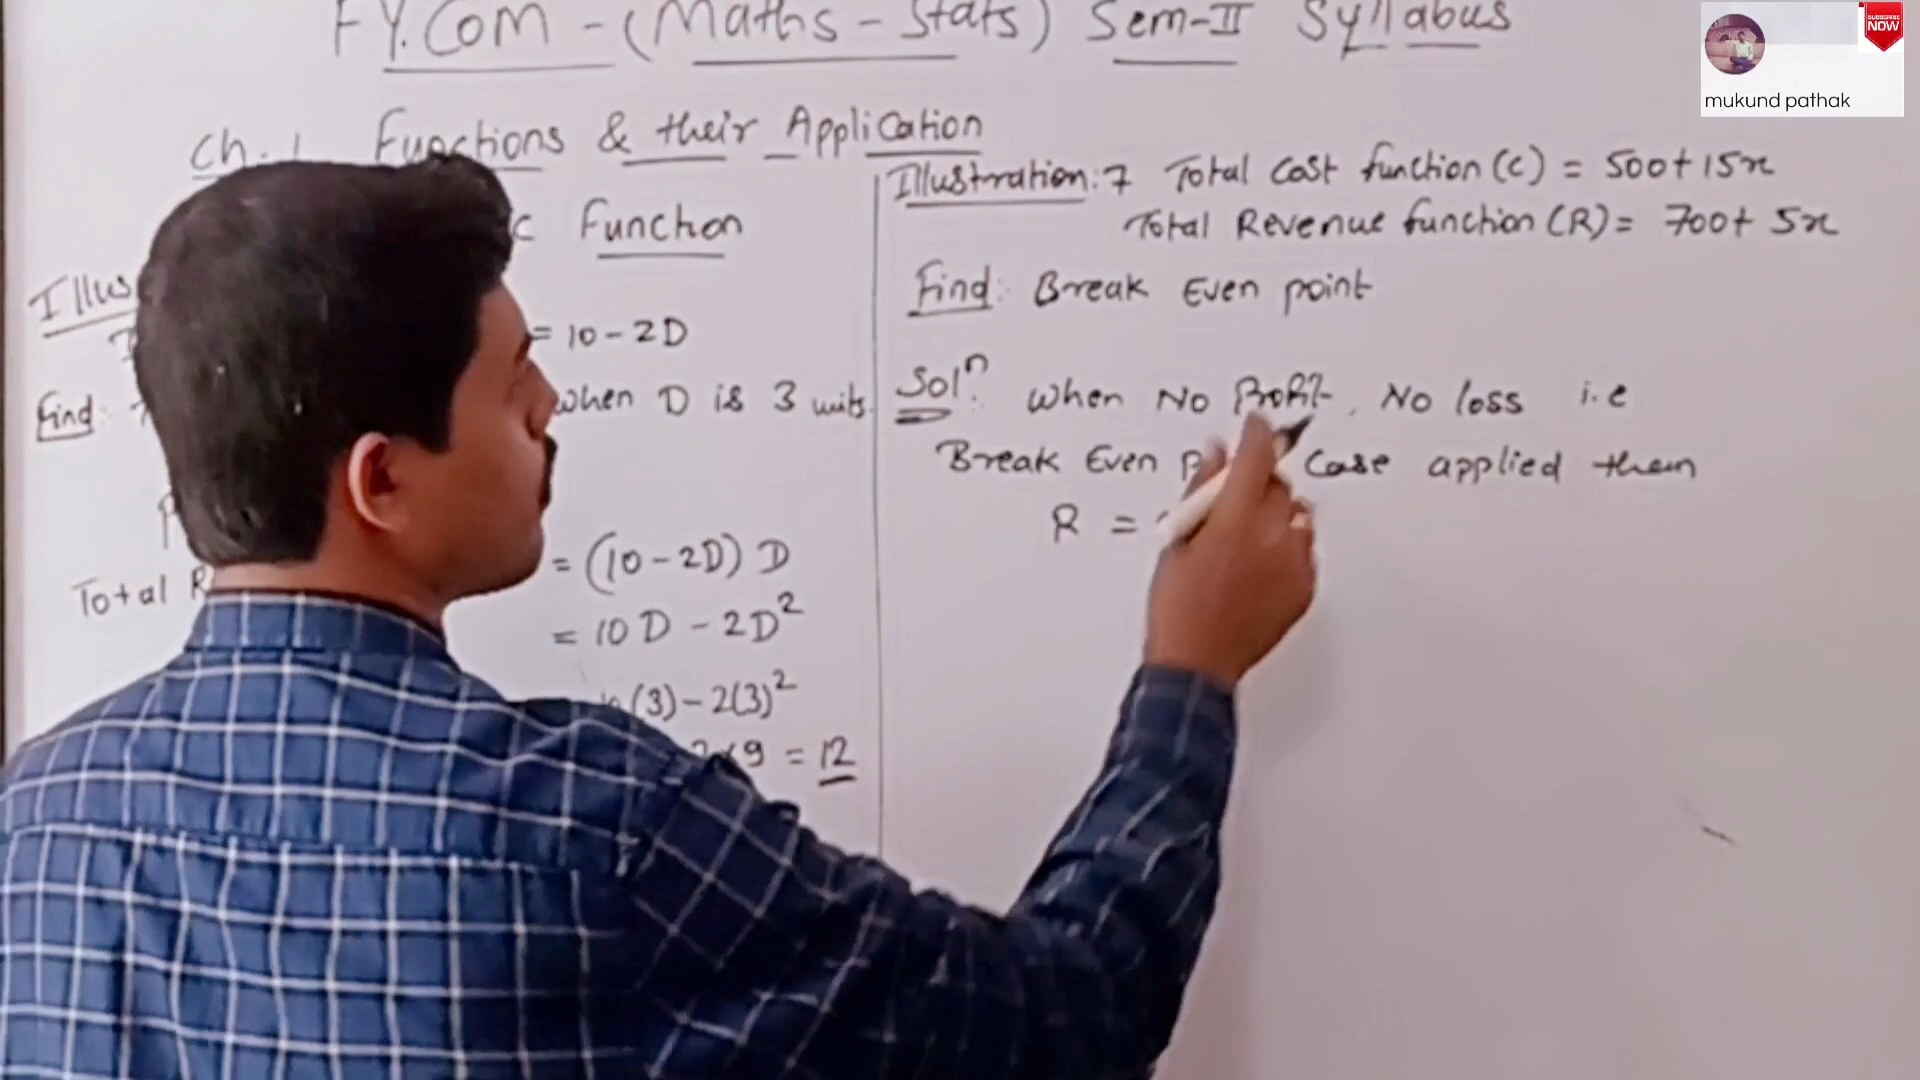 F.Y.Com - (Maths - Stats) Sem-II Syllabus
Ch. 1 Functions & their Application
Function
= 10 - 2D
Find: when D is 3 units
= (10 - 2D) D
Total R
= 10 D - 2D²
(3) - 2(3)²
×9 = 12
Illustration: 7 Total Cost function (C) = 500 + 15x
Total Revenue function (R) = 700 + 5x
Find: Break Even point
Solⁿ: When No Profit, No loss i.e
Break Even Case applied then
R =
SUBSCRIBE
NOW
mukund pathak